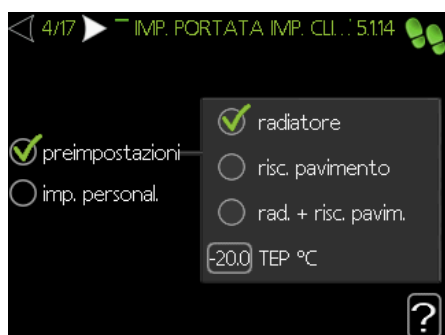 4/17 IMP. PORTATA IMP. CLI... 5.1.14
radiatore
preimpostazioni
risc. pavimento
imp. personal.
rad. + risc. pavim.
-20.0 TEP °C
?